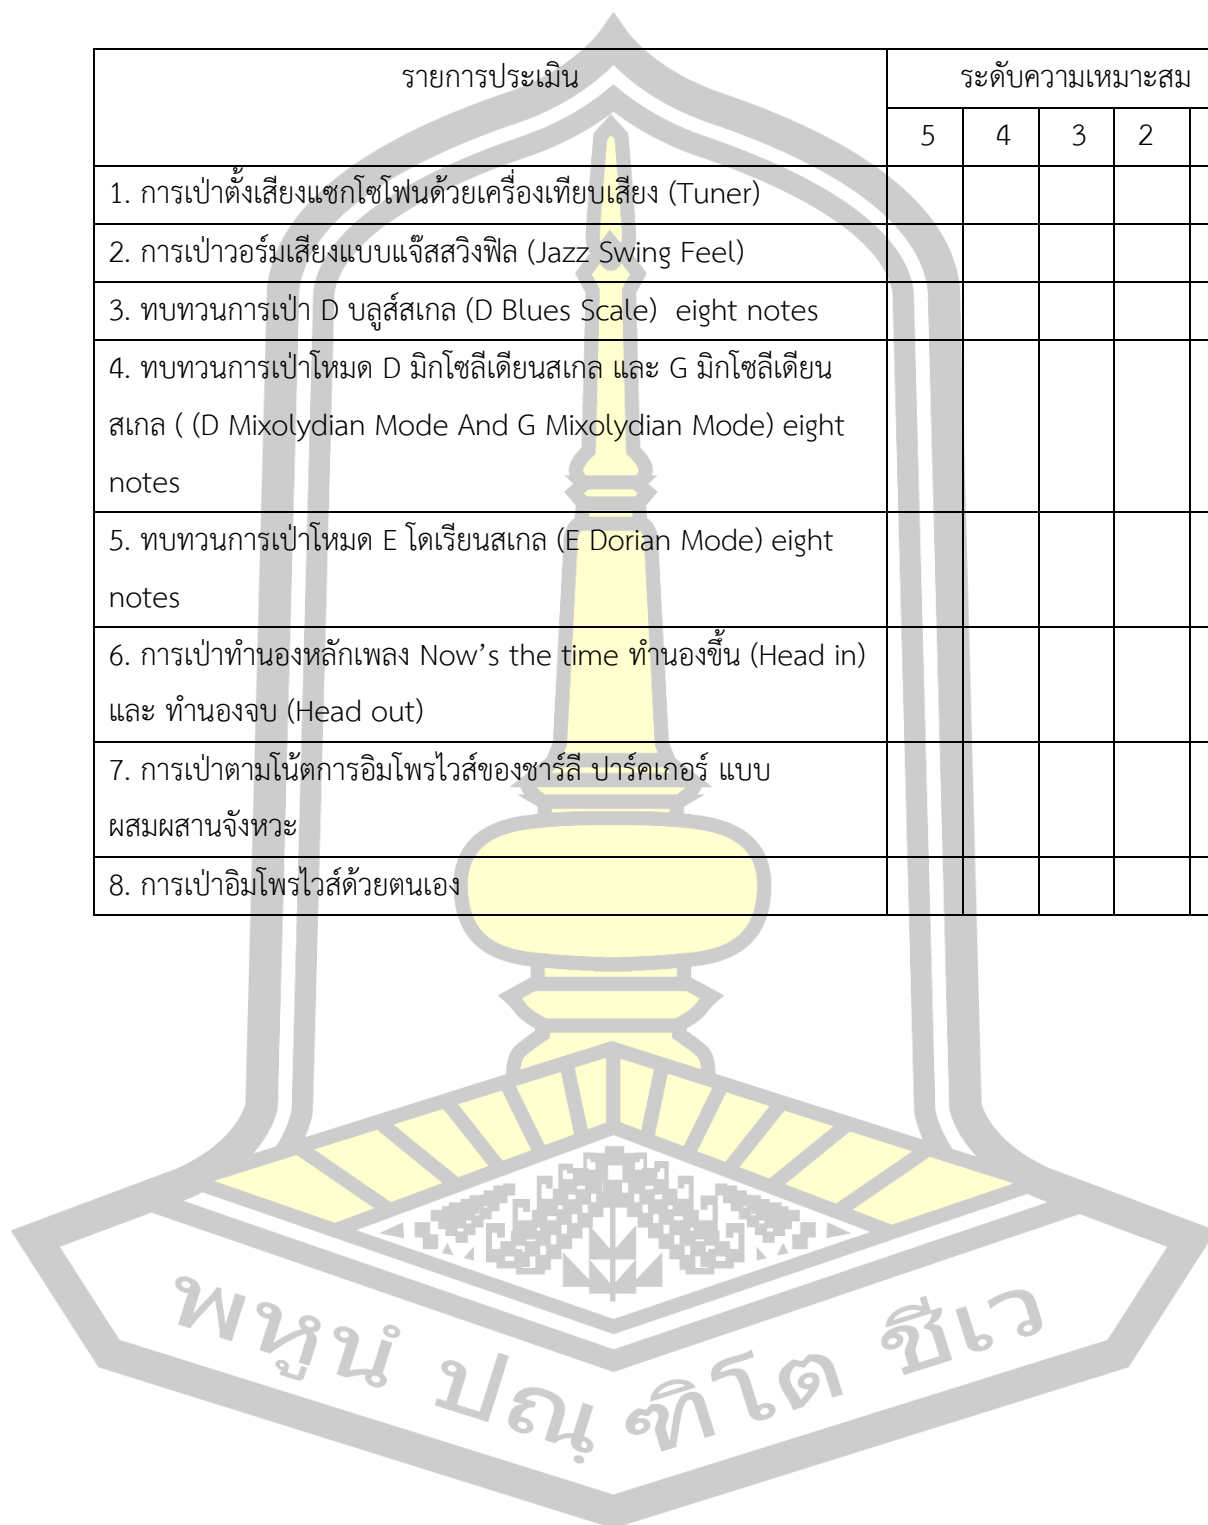 รายการประเมิน ระดับความเหมาะสม
5 4 3 2
1. การเป่าตั้งเสียงแซกโซโฟนด้วยเครื่องเทียบเสียง (Tuner)
2. การเป่าวอร์มเสียงแบบแจ๊สสวิงฟิล (Jazz Swing Feel)
3. ทบทวนการเป่า D บลูส์สเกล (D Blues Scale) eight notes
4. ทบทวนการเป่าโหมด D มิกโซลีเดียนสเกล และ G มิกโซลีเดียน
สเกล ( (D Mixolydian Mode And G Mixolydian Mode) eight
notes
5. ทบทวนการเป่าโหมด E โดเรียนสเกล (E Dorian Mode) eight
notes
6. การเป่าทำนองหลักเพลง Now’s the time ทำนองขึ้น (Head in)
และ ทำนองจบ (Head out)
7. การเป่าตามโน้ตการอิมโพรไวส์ของชาร์ลี ปาร์คเกอร์ แบบ
ผสมผสานจังหวะ
8. การเป่าอิมโพรไวส์ด้วยตนเอง
พหูนํ ปณฺ ฑิโต ชีเว